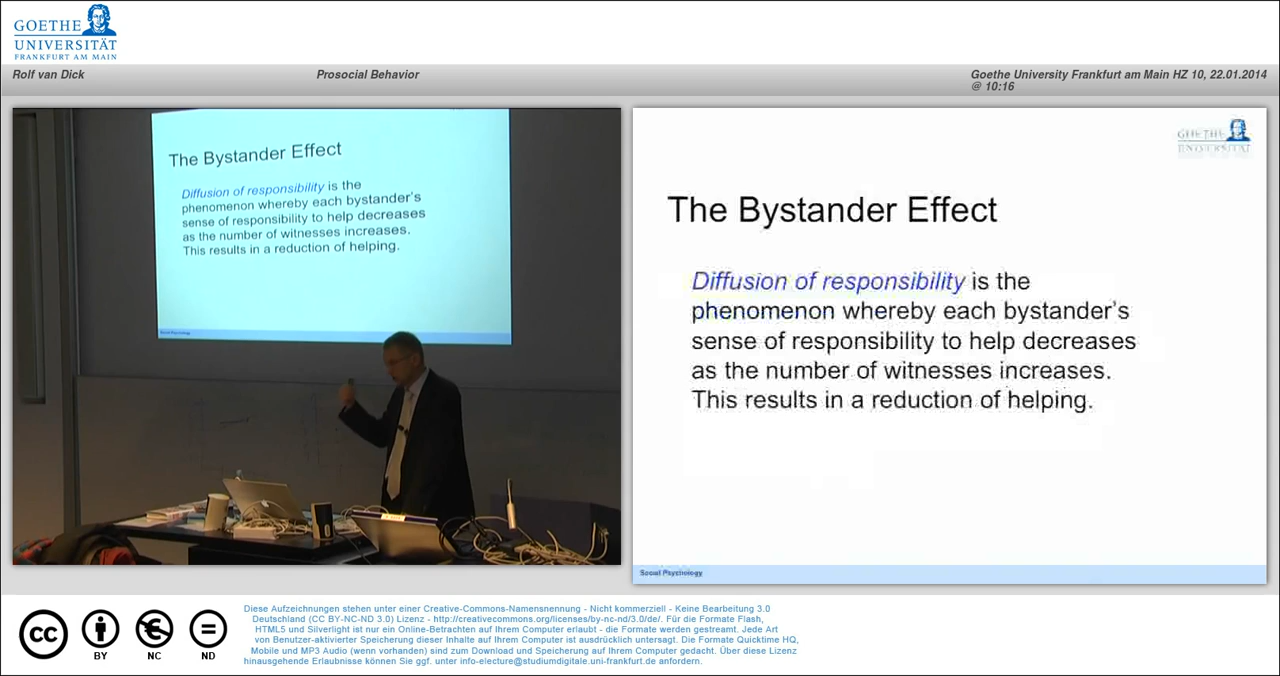 GOETHE
UNIVERSITÄT
FRANKFURT AM MAIN
Rolf van Dick
Prosocial Behavior
Goethe University Frankfurt am Main HZ 10, 22.01.2014
@ 10:16
The Bystander Effect
Diffusion of responsibility is the
phenomenon whereby each bystander's
sense of responsibility to help decreases
as the number of witnesses increases.
This results in a reduction of helping.
Social Psychology
GOETHE
UNIVERSITÄT
The Bystander Effect
Diffusion of responsibility is the
phenomenon whereby each bystander's
sense of responsibility to help decreases
as the number of witnesses increases.
This results in a reduction of helping.
Social Psychology
cc
BY
NC
ND
Diese Aufzeichnungen stehen unter einer Creative-Commons-Namensnennung - Nicht kommerziell - Keine Bearbeitung 3.0
Deutschland (CC BY-NC-ND 3.0) Lizenz - http://creativecommons.org/licenses/by-nc-nd/3.0/de/. Für die Formate Flash,
HTML5 und Silverlight ist nur ein Online-Betrachten auf Ihrem Computer erlaubt - die Formate werden gestreamt. Jede Art
von Benutzer-aktivierter Speicherung dieser Inhalte auf Ihrem Computer ist ausdrücklich untersagt. Die Formate Quicktime HQ,
Mobile und MP3 Audio (wenn vorhanden) sind zum Download und Speicherung auf Ihrem Computer gedacht. Über diese Lizenz
hinausgehende Erlaubnisse können Sie ggf. unter info-electure@studiumdigitale.uni-frankfurt.de anfordern.